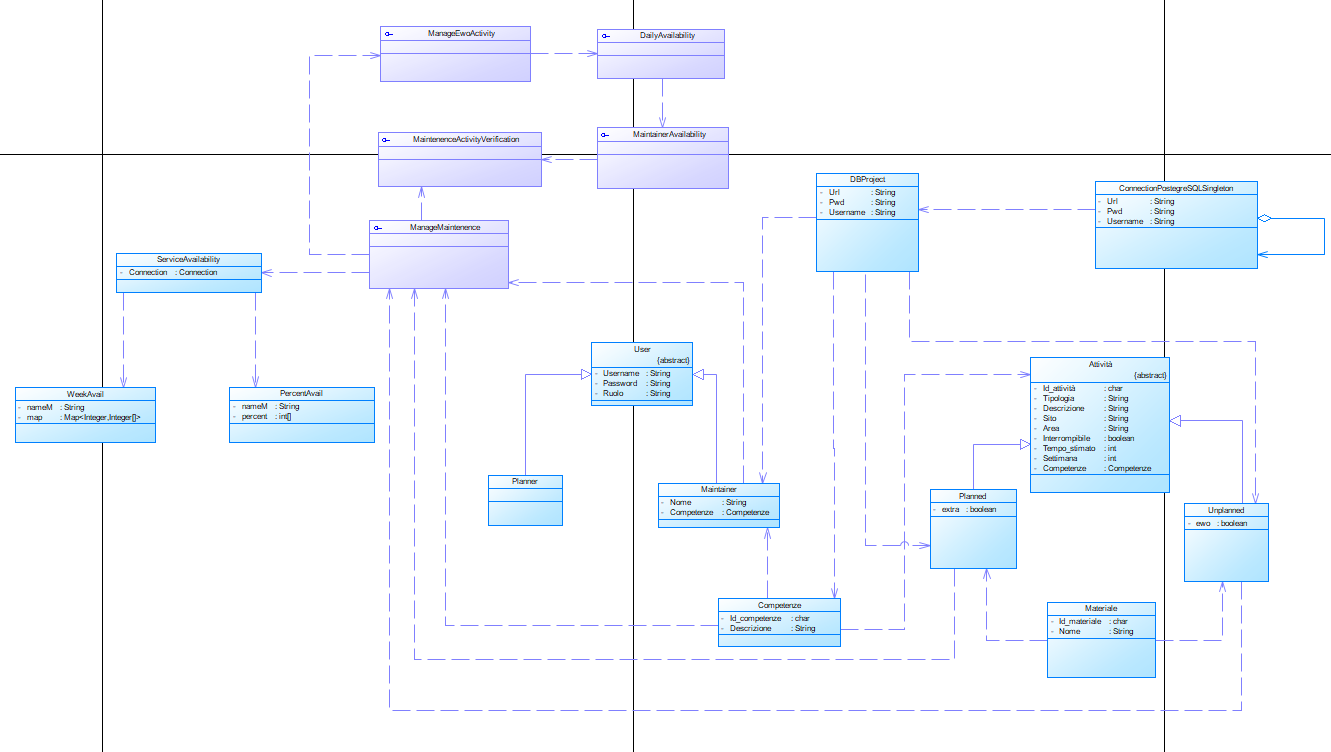 ManageEwoActivity
DailyAvailability
MaintenenceActivityVerification
MaintainerAvailability
ManageMaintenence
DBProject
- Url : String
- Pwd : String
- Username : String
ConnectionPostegreSQLSingleton
- Url : String
- Pwd : String
- Username : String
ServiceAvailability
- Connection : Connection
WeekAvail
- nameM : String
- map : Map<Integer,Integer[]>
PercentAvail
- nameM : String
- percent : int[]
User
{abstract}
- Username : String
- Password : String
- Ruolo : String
Attività
{abstract}
- Id_attività : char
- Tipologia : String
- Descrizione : String
- Sito : String
- Area : String
- Interrompibile : boolean
- Tempo_stimato : int
- Settimana : int
- Competenze : Competenze
Planner
Maintainer
- Nome : String
- Competenze : Competenze
Planned
- extra : boolean
Unplanned
- ewo : boolean
Competenze
- Id_competenze : char
- Descrizione : String
Materiale
- Id_materiale : char
- Nome : String